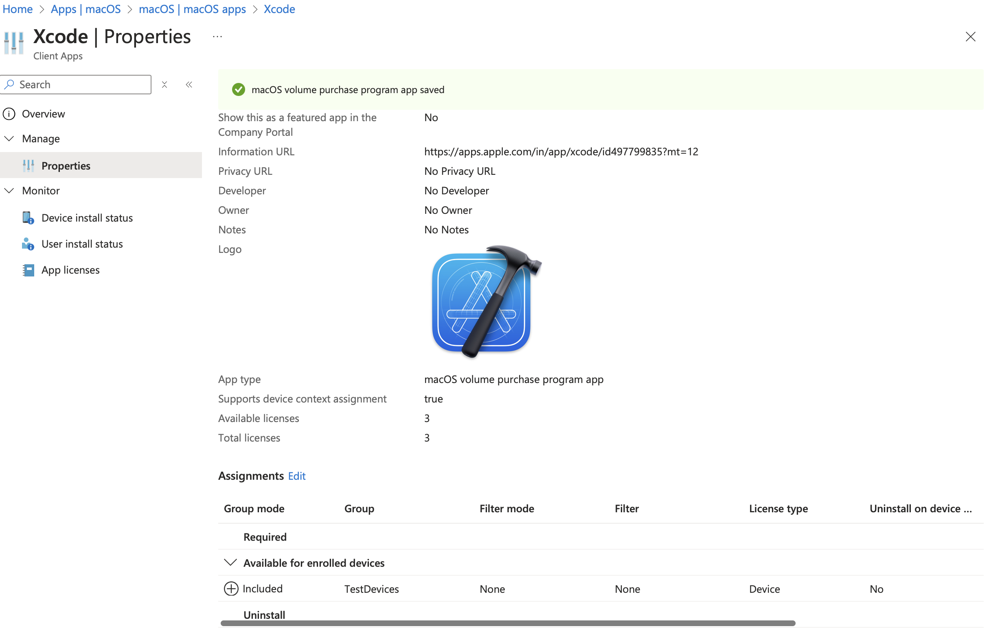 Home > Apps | macOS > macOS | macOS apps > Xcode
Xcode | Properties ...
Client Apps
Search
Overview
Manage
Properties
Monitor
Device install status
User install status
App licenses
macOS volume purchase program app saved
Show this as a featured app in the No
Company Portal
Information URL https://apps.apple.com/in/app/xcode/id497799835?mt=12
Privacy URL No Privacy URL
Developer No Developer
Owner No Owner
Notes No Notes
Logo
App type macOS volume purchase program app
Supports device context assignment true
Available licenses 3
Total licenses 3
Assignments Edit
Group mode Group Filter mode Filter License type Uninstall on device ...
Required
Available for enrolled devices
Included TestDevices None None Device No
Uninstall